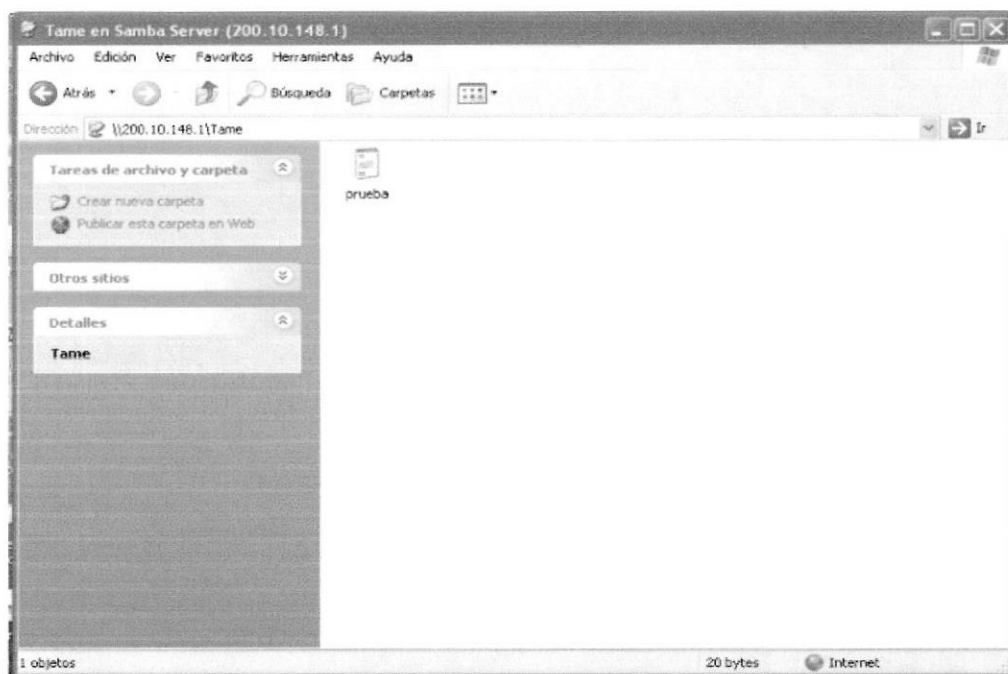 Tame en Samba Server (200.10.148.1)
Archivo Edición Ver Favoritos Herramientas Ayuda
Atrás Búsqueda Carpetas
Dirección \\200.10.148.1\Tame Ir
Tareas de archivo y carpeta
Crear nueva carpeta
Publicar esta carpeta en Web
Otros sitios
Detalles
Tame
prueba
1 objetos 20 bytes Internet